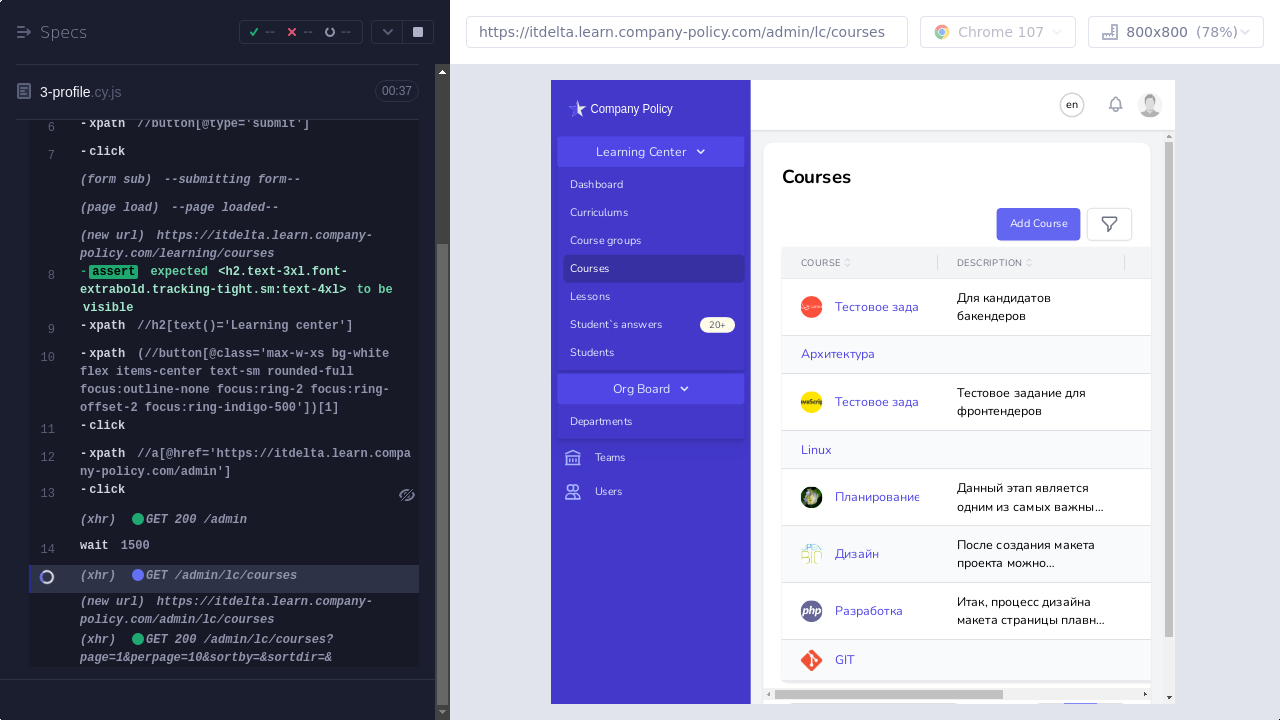 Specs
--
--
--
https://itdelta.learn.company-policy.com/admin/lc/courses
Chrome 107
800x800 (78%)
3-profile.cy.js
00:37
6 -xpath //button[@type='submit']
7 -click
(form sub) --submitting form--
(page load) --page loaded--
(new url) https://itdelta.learn.company-
policy.com/learning/courses
8 -assert expected <h2.text-3xl.font-
extrabold.tracking-tight.sm:text-4xl> to be
visible
9 -xpath //h2[text()='Learning center']
10 -xpath (//button[@class='max-w-xs bg-white
flex items-center text-sm rounded-full
focus:outline-none focus:ring-2 focus:ring-
offset-2 focus:ring-indigo-500'])[1]
11 -click
12 -xpath //a[@href='https://itdelta.learn.compa
ny-policy.com/admin']
13 -click
(xhr) GET 200 /admin
14 wait 1500
(xhr) GET /admin/lc/courses
(new url) https://itdelta.learn.company-
policy.com/admin/lc/courses
(xhr) GET 200 /admin/lc/courses?
page=1&perpage=10&sortby=&sortdir=&
Company Policy
Learning Center
Dashboard
Curriculums
Course groups
Courses
Lessons
Student`s answers 20+
Students
Org Board
Departments
Teams
Users
en
Courses
Add Course
COURSE DESCRIPTION
Тестовое зада
Для кандидатов
бакендеров
Архитектура
JavaScrip
Тестовое зада
Тестовое задание для
фронтендеров
Linux
Планирование
Данный этап является
одним из самых важны...
Дизайн
После создания макета
проекта можно...
php
Разработка
Итак, процесс дизайна
макета страницы плавн...
GIT